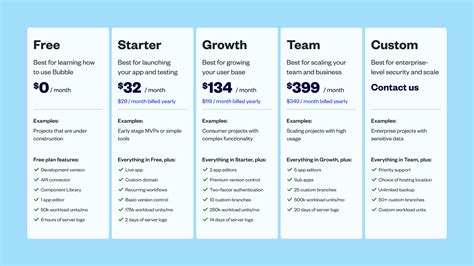 Free
Best for learning how
to use Bubble
$0 / month
Examples:
Projects that are under
construction
Free plan features:
Development version
API connector
Component Library
1 app editor
50k workload units/mo
6 hours of server logs
Starter
Best for launching
your app and testing
$32 / month
$29 / month billed yearly
Examples:
Early stage MVPs or simple
tools
Everything in Free, plus:
Live app
Custom domain
Recurring workflows
Basic version control
175k workload units/mo
2 days of server logs
Growth
Best for growing
your user base
$134 / month
$119 / month billed yearly
Examples:
Consumer projects with
complex functionality
Everything in Starter, plus:
2 app editors
Premium version control
Two-factor authentication
10 custom branches
250k workload units/mo
14 days of server logs
Team
Best for scaling your
team and business
$399 / month
$349 / month billed yearly
Examples:
Scaling projects with high
usage
Everything in Growth, plus:
5 app editors
Sub apps
25 custom branches
500k workload units/mo
20 days of server logs
Custom
Best for enterprise-
level security and scale
Contact us
Examples:
Enterprise projects with
sensitive data
Everything in Team, plus:
Priority support
Choice of hosting location
Unlimited backup
50+ custom branches
Custom workload units